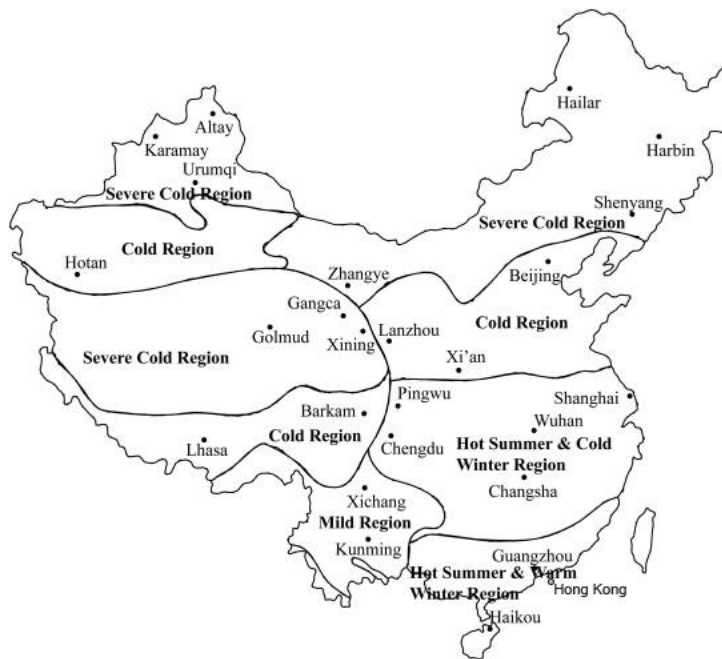 Hailar
Altay
Karamay
Harbin
Urumqi
Severe Cold Region
Shenyang
Severe Cold Region
Cold Region
Hotan
Zhangye
Beijing
Gangca
Golmud
Xining
Lanzhou
Cold Region
Severe Cold Region
Xi'an
Pingwu
Shanghai
Barkam
Wuhan
Cold Region
Lhasa
Chengdu
Hot Summer & Cold
Winter Region
Changsha
Xichang
Mild Region
Kunming
Guangzhou
Hot Summer & Warm
Winter Region
Hong Kong
Haikou